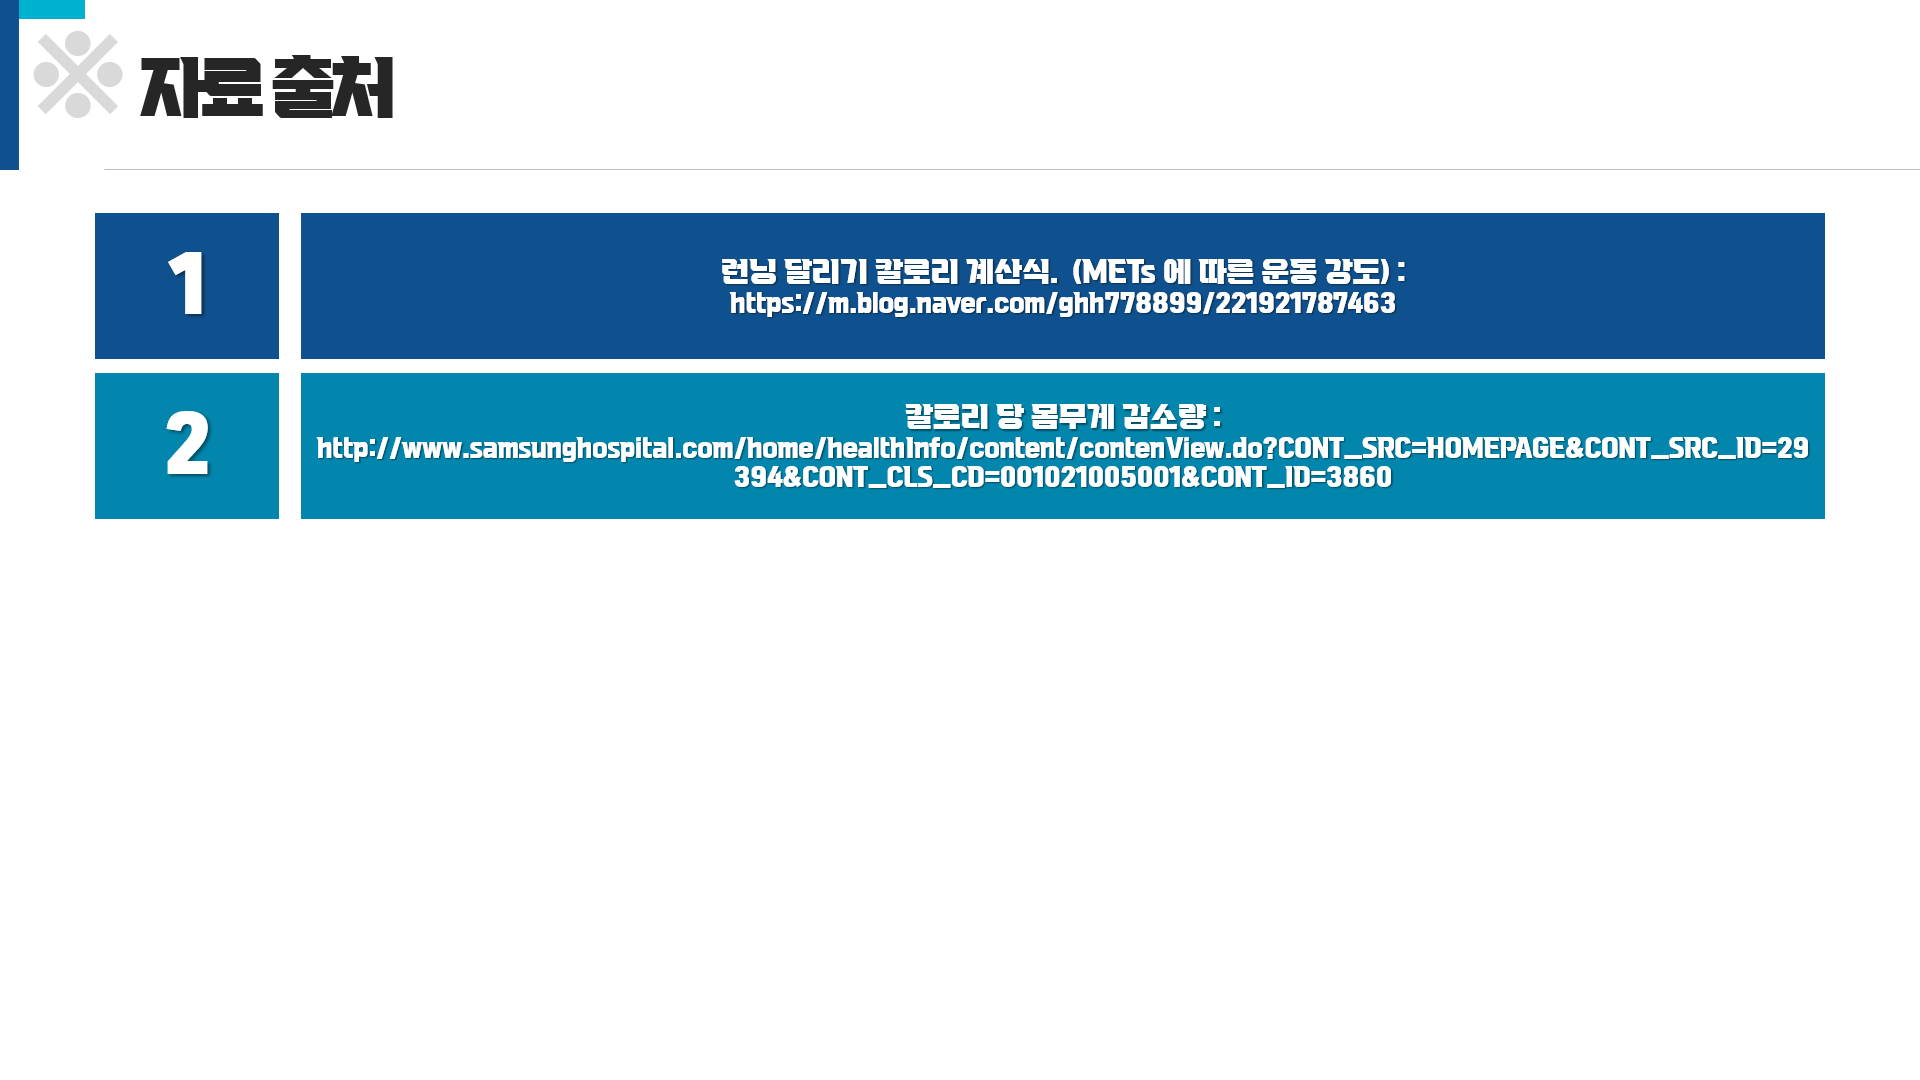 ※ 자료 출처
1
런닝 달리기 칼로리 계산식. (METs 에 따른 운동 강도) :
https://m.blog.naver.com/ghh778899/221921787463
2
칼로리 당 몸무게 감소량 :
http://www.samsunghospital.com/home/healthInfo/content/contenView.do?CONT_SRC=HOMEPAGE&CONT_SRC_ID=29
394&CONT_CLS_CD=001021005001&CONT_ID=3860